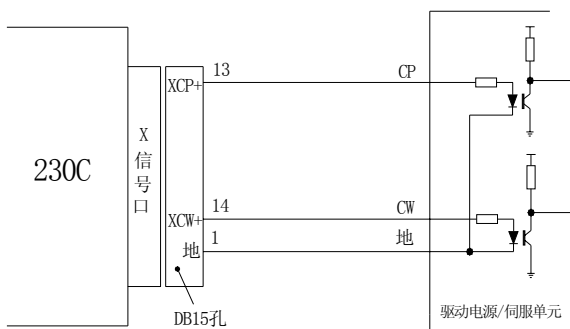 230C
X
信
号
口
XCP+
13
CP
XCW+
14
CW
地
1
地
DB15孔
驱动电源/伺服单元